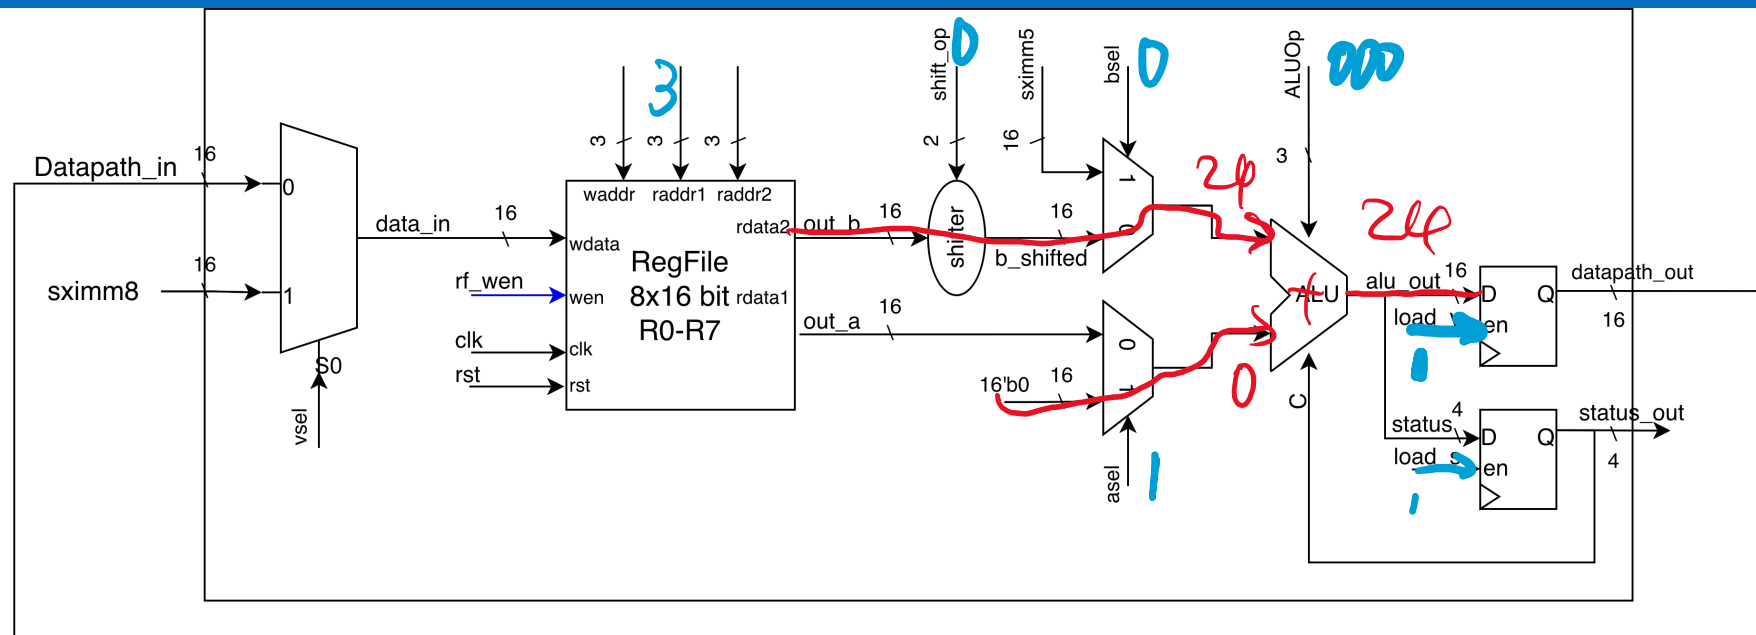 shift_op
0
sximm5
bsel
0
ALUOp
000
3
3
3
3
2
16
3
Datapath_in
16
0
data_in
16
sximm8
16
1
S0
vsel
waddr raddr1 raddr2
wdata
rdata2
RegFile
8x16 bit
R0-R7
rf_wen
wen
rdata1
clk
clk
rst
rst
out_b
16
shifter
16
b_shifted
out_a
16
16'b0
16
1
0
0
1
asel
1
24
0
+
ALU
C
24
alu_out
16
D
Q
load
en
1
datapath_out
16
status
4
D
Q
load_s
en
status_out
4